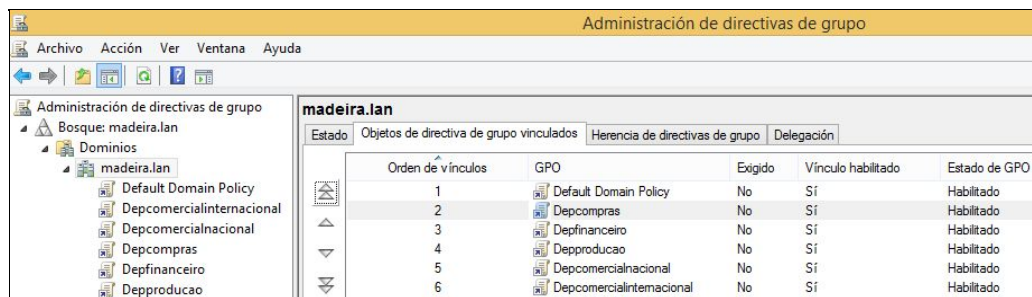 Administración de directivas de grupo
Archivo Acción Ver Ventana Ayuda
Administración de directivas de grupo
Bosque: madeira.lan
Dominios
madeira.lan
Default Domain Policy
Depcomercialinternacional
Depcomercialnacional
Depcompras
Depfinanceiro
Depproducao
madeira.lan
Estado Objetos de directiva de grupo vinculados Herencia de directivas de grupo Delegación
Orden de vínculos GPO Exigido Vínculo habilitado Estado de GPO
1 Default Domain Policy No Sí Habilitado
2 Depcompras No Sí Habilitado
3 Depfinanceiro No Sí Habilitado
4 Depproducao No Sí Habilitado
5 Depcomercialnacional No Sí Habilitado
6 Depcomercialinternacional No Sí Habilitado